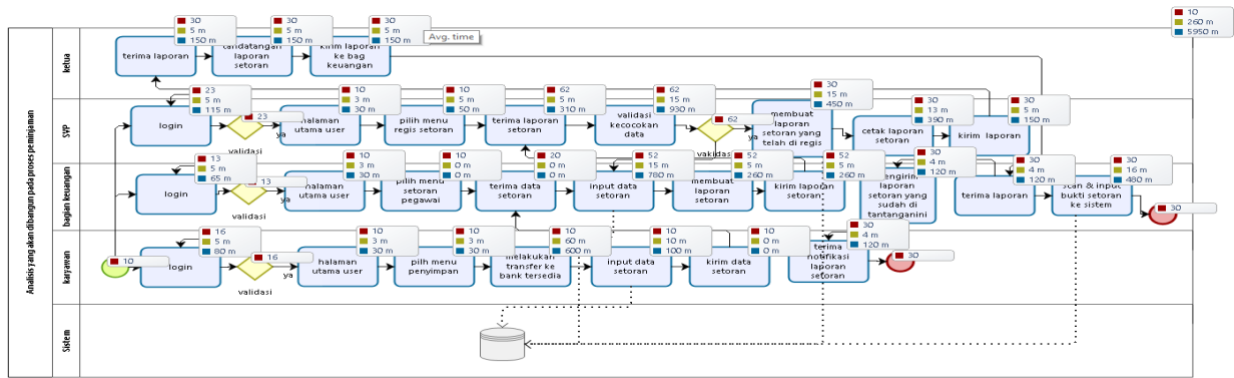 10
260 m
5950 m
Analisis yang akan dibangun pada proses peminjaman
ketua
30
5 m
150 m
terima laporan
30
5 m
150 m
tandatangan
laporan
setoran
30
5 m
150 m
kirim laporan
ke bag
keuangan
Avg. time
SVP
23
5 m
115 m
login
23
ya
validasi
10
3 m
30 m
halaman
utama user
10
5 m
50 m
pilih menu
regis setoran
62
5 m
310 m
terima laporan
setoran
62
15 m
930 m
validasi
kecocokan
data
62
ya
validasi
30
15 m
450 m
membuat
laporan
setoran yang
telah di regis
30
13 m
390 m
cetak laporan
setoran
30
5 m
150 m
kirim laporan
bagian keuangan
13
5 m
65 m
login
13
ya
validasi
10
3 m
30 m
halaman
utama user
10
0 m
0 m
pilih menu
setoran
pegawai
20
0 m
0 m
terima data
setoran
52
15 m
780 m
input data
setoran
52
5 m
260 m
membuat
laporan
setoran
52
5 m
260 m
kirim laporan
setoran
30
4 m
120 m
laporan
setoran yang
sudah di
tantanganini
30
4 m
120 m
terima laporan
30
16 m
480 m
scan & input
bukti setoran
ke sistem
30
karyawan
10
16
5 m
80 m
login
16
ya
validasi
10
3 m
30 m
halaman
utama user
10
3 m
30 m
pilh menu
penyimpan
10
60 m
600 m
melakukan
transfer ke
bank tersedia
10
10 m
100 m
input data
setoran
10
0 m
0 m
kirim data
setoran
30
4 m
120 m
terima
notifikasi
laporan
setoran
30
Sistem